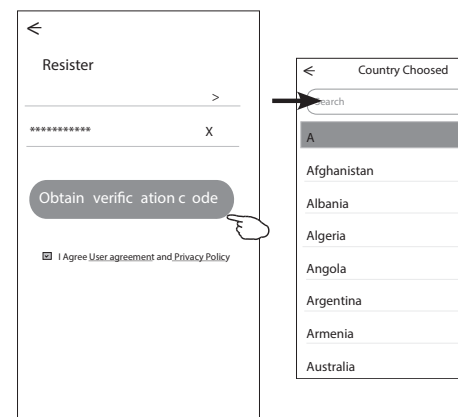 Resister
>
*********** X
Obtain verific ation c ode
I Agree User agreement and Privacy Policy
Country Choosed
Search
A
Afghanistan
Albania
Algeria
Angola
Argentina
Armenia
Australia